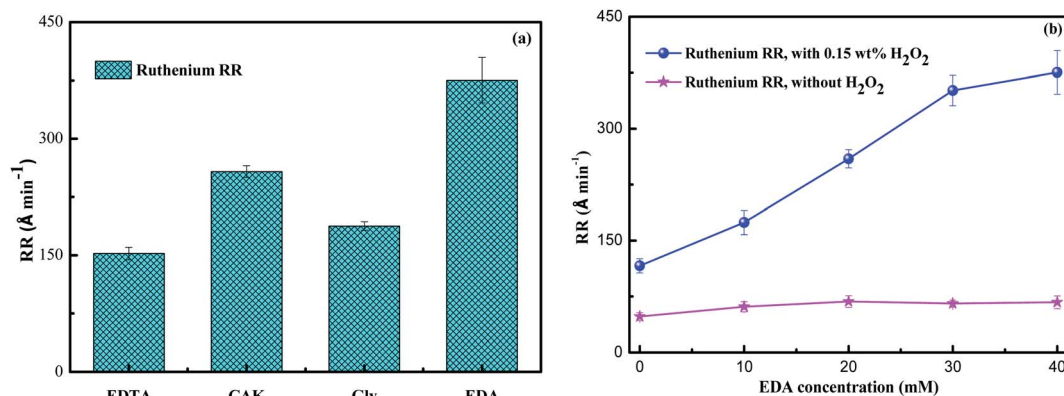 (a)
Ruthenium RR
RR (Å min⁻¹)
450
300
150
0
EDTA CAK Gly EDA
(b)
Ruthenium RR, with 0.15 wt% H₂O₂
Ruthenium RR, without H₂O₂
RR (Å min⁻¹)
450
300
150
0
0 10 20 30 40
EDA concentration (mM)